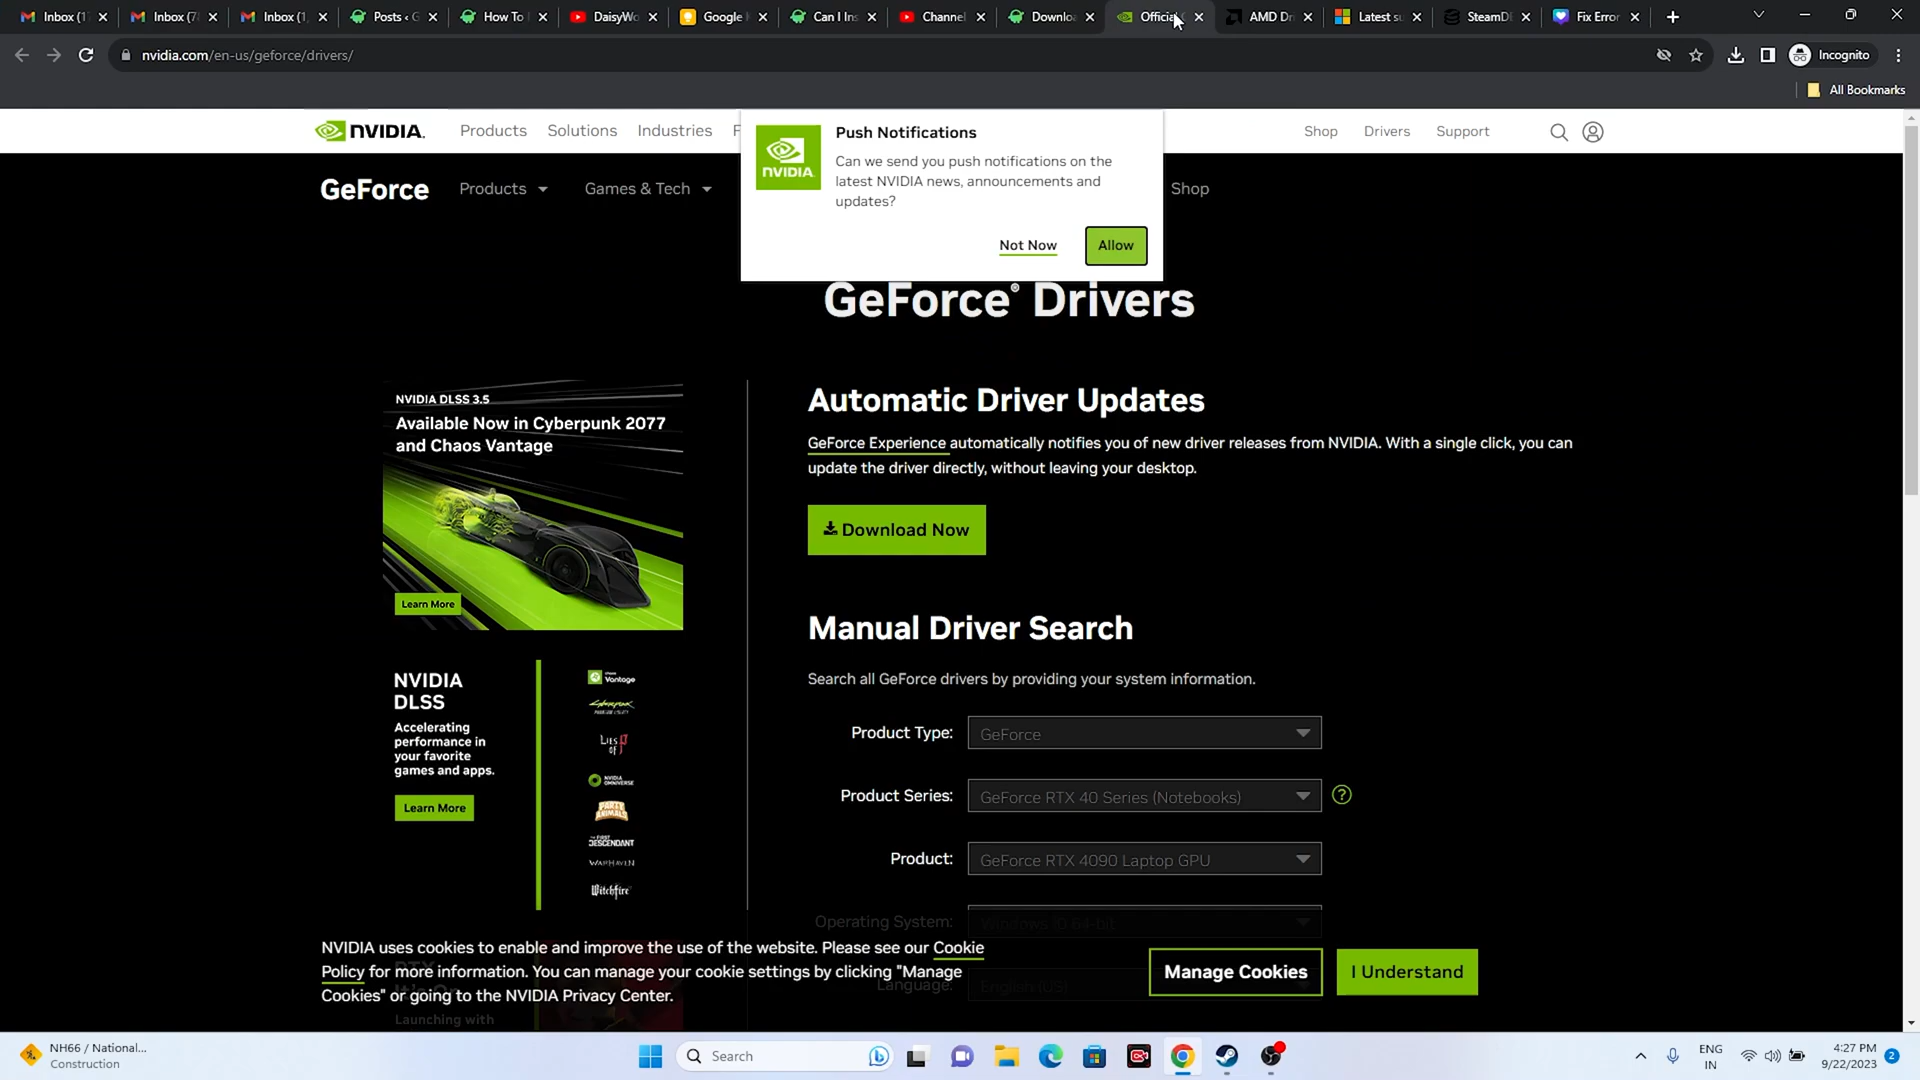 Inbox (1
Inbox (7
Inbox (1,
Posts ‹ G
How To
DaisyWo
Google
Can I Ins
Channel
Downlo
Official
AMD Dr
Latest su
SteamD
Fix Error
nvidia.com/en-us/geforce/drivers/
Incognito
All Bookmarks
NVIDIA.
Products
Solutions
Industries
Shop
Drivers
Support
NVIDIA
Push Notifications
Can we send you push notifications on the
latest NVIDIA news, announcements and
updates?
Not Now
Allow
GeForce
Products
Games & Tech
Shop
GeForce® Drivers
NVIDIA DLSS 3.5
Available Now in Cyberpunk 2077
and Chaos Vantage
Learn More
Automatic Driver Updates
GeForce Experience automatically notifies you of new driver releases from NVIDIA. With a single click, you can
update the driver directly, without leaving your desktop.
Download Now
Manual Driver Search
Search all GeForce drivers by providing your system information.
Product Type:
GeForce
Product Series:
GeForce RTX 40 Series (Notebooks)
?
Product:
GeForce RTX 4090 Laptop GPU
Operating System:
Windows 10 64-bit
Language:
English (US)
NVIDIA
DLSS
Accelerating
performance in
your favorite
games and apps.
Learn More
Vantage
Cyberpunk
LIES OF P
NVIDIA OMNIVERSE
PARTY ANIMALS
THE FIRST DESCENDANT
WARHAVEN
Witchfire
NVIDIA uses cookies to enable and improve the use of the website. Please see our Cookie
Policy for more information. You can manage your cookie settings by clicking "Manage
Cookies" or going to the NVIDIA Privacy Center.
Manage Cookies
I Understand
Launching with
NH66 / National...
Construction
Search
ENG
IN
4:27 PM
9/22/2023
2